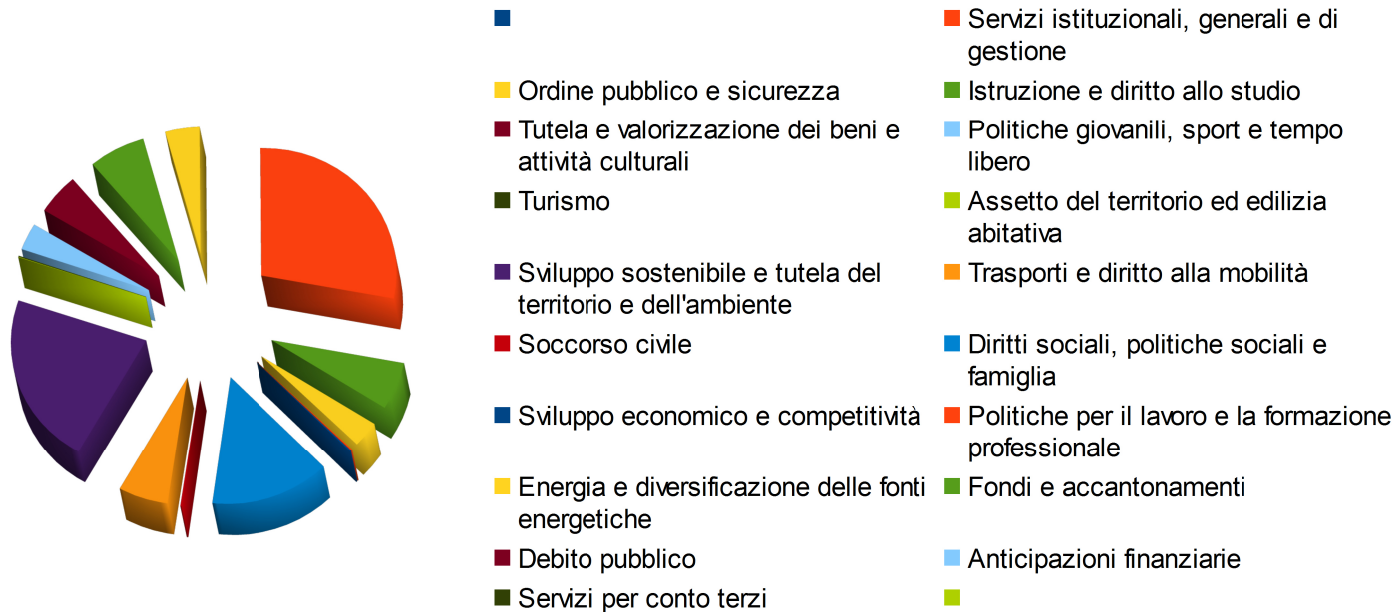 Servizi istituzionali, generali e di
gestione
Ordine pubblico e sicurezza
Istruzione e diritto allo studio
Tutela e valorizzazione dei beni e
attività culturali
Politiche giovanili, sport e tempo
libero
Turismo
Assetto del territorio ed edilizia
abitativa
Sviluppo sostenibile e tutela del
territorio e dell'ambiente
Trasporti e diritto alla mobilità
Soccorso civile
Diritti sociali, politiche sociali e
famiglia
Sviluppo economico e competitività
Politiche per il lavoro e la formazione
professionale
Energia e diversificazione delle fonti
energetiche
Fondi e accantonamenti
Debito pubblico
Anticipazioni finanziarie
Servizi per conto terzi